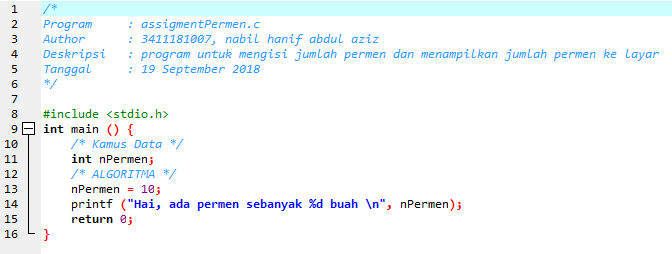 1 /*
2 Program     : assigmentPermen.c
3 Author      : 3411181007, nabil hanif abdul aziz
4 Deskripsi   : program untuk mengisi jumlah permen dan menampilkan jumlah permen ke layar
5 Tanggal     : 19 September 2018
6 */
7
8 #include <stdio.h>
9 int main () {
10     /* Kamus Data */
11     int nPermen;
12     /* ALGORITMA */
13     nPermen = 10;
14     printf ("Hai, ada permen sebanyak %d buah \n", nPermen);
15     return 0;
16 }